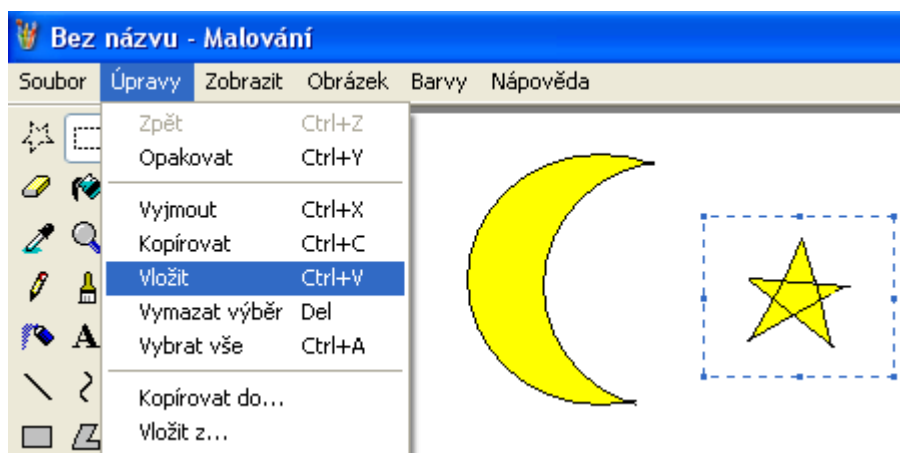 Bez názvu - Malování
Soubor Úpravy Zobrazit Obrázek Barvy Nápověda
Zpět Ctrl+Z
Opakovat Ctrl+Y
Vyjmout Ctrl+X
Kopírovat Ctrl+C
Vložit Ctrl+V
Vymazat výběr Del
Vybrat vše Ctrl+A
Kopírovat do...
Vložit z...
A